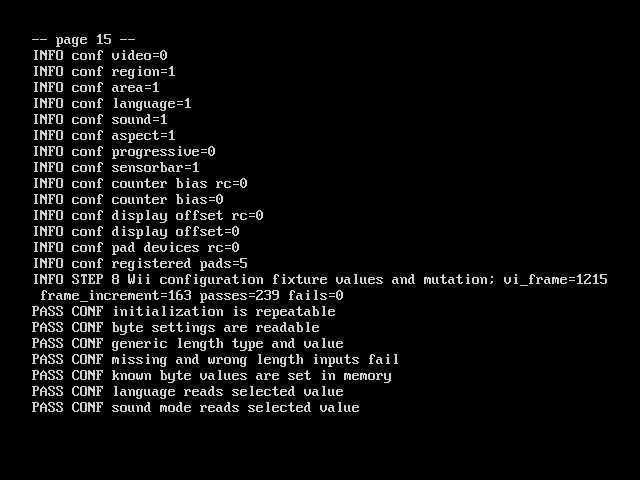 -- page 15 --
INFO conf video=0
INFO conf region=1
INFO conf area=1
INFO conf language=1
INFO conf sound=1
INFO conf aspect=1
INFO conf progressive=0
INFO conf sensorbar=1
INFO conf counter bias rc=0
INFO conf counter bias=0
INFO conf display offset rc=0
INFO conf display offset=0
INFO conf pad devices rc=0
INFO conf registered pads=5
INFO STEP 8 Wii configuration fixture values and mutation; vi_frame=1215
frame_increment=163 passes=239 fails=0
PASS CONF initialization is repeatable
PASS CONF byte settings are readable
PASS CONF generic length type and value
PASS CONF missing and wrong length inputs fail
PASS CONF known byte values are set in memory
PASS CONF language reads selected value
PASS CONF sound mode reads selected value